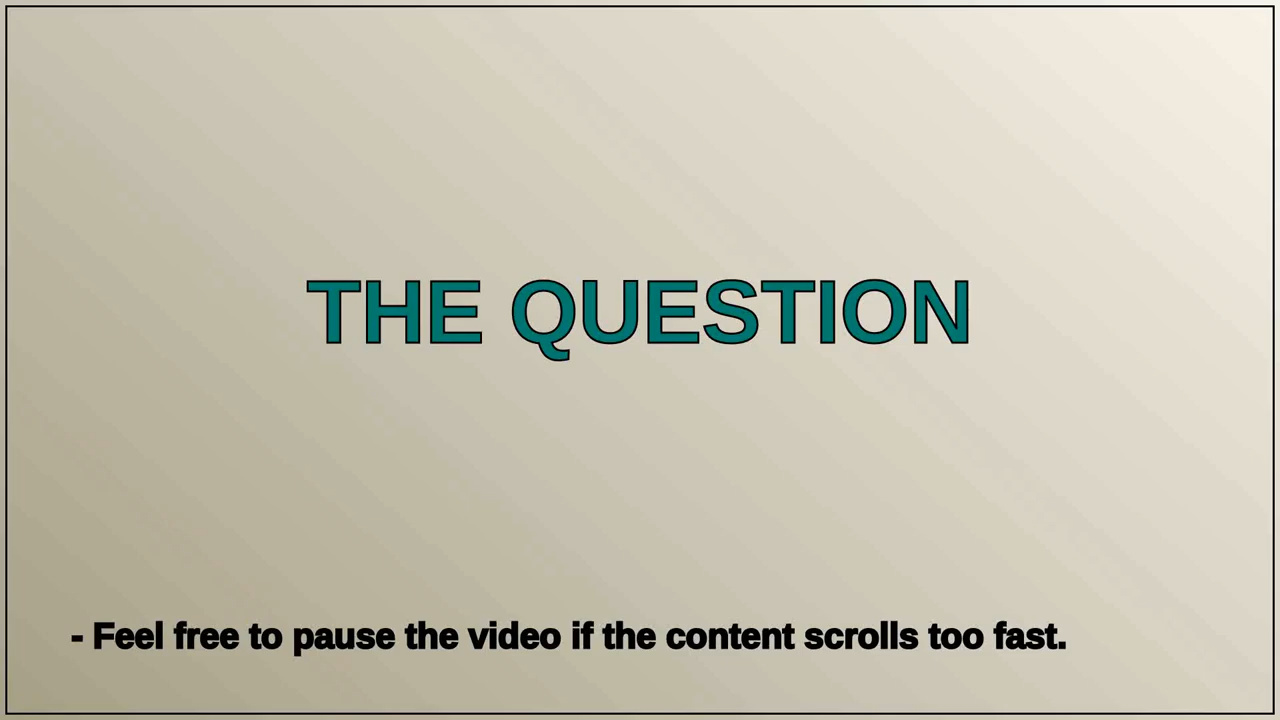 THE QUESTION
- Feel free to pause the video if the content scrolls too fast.